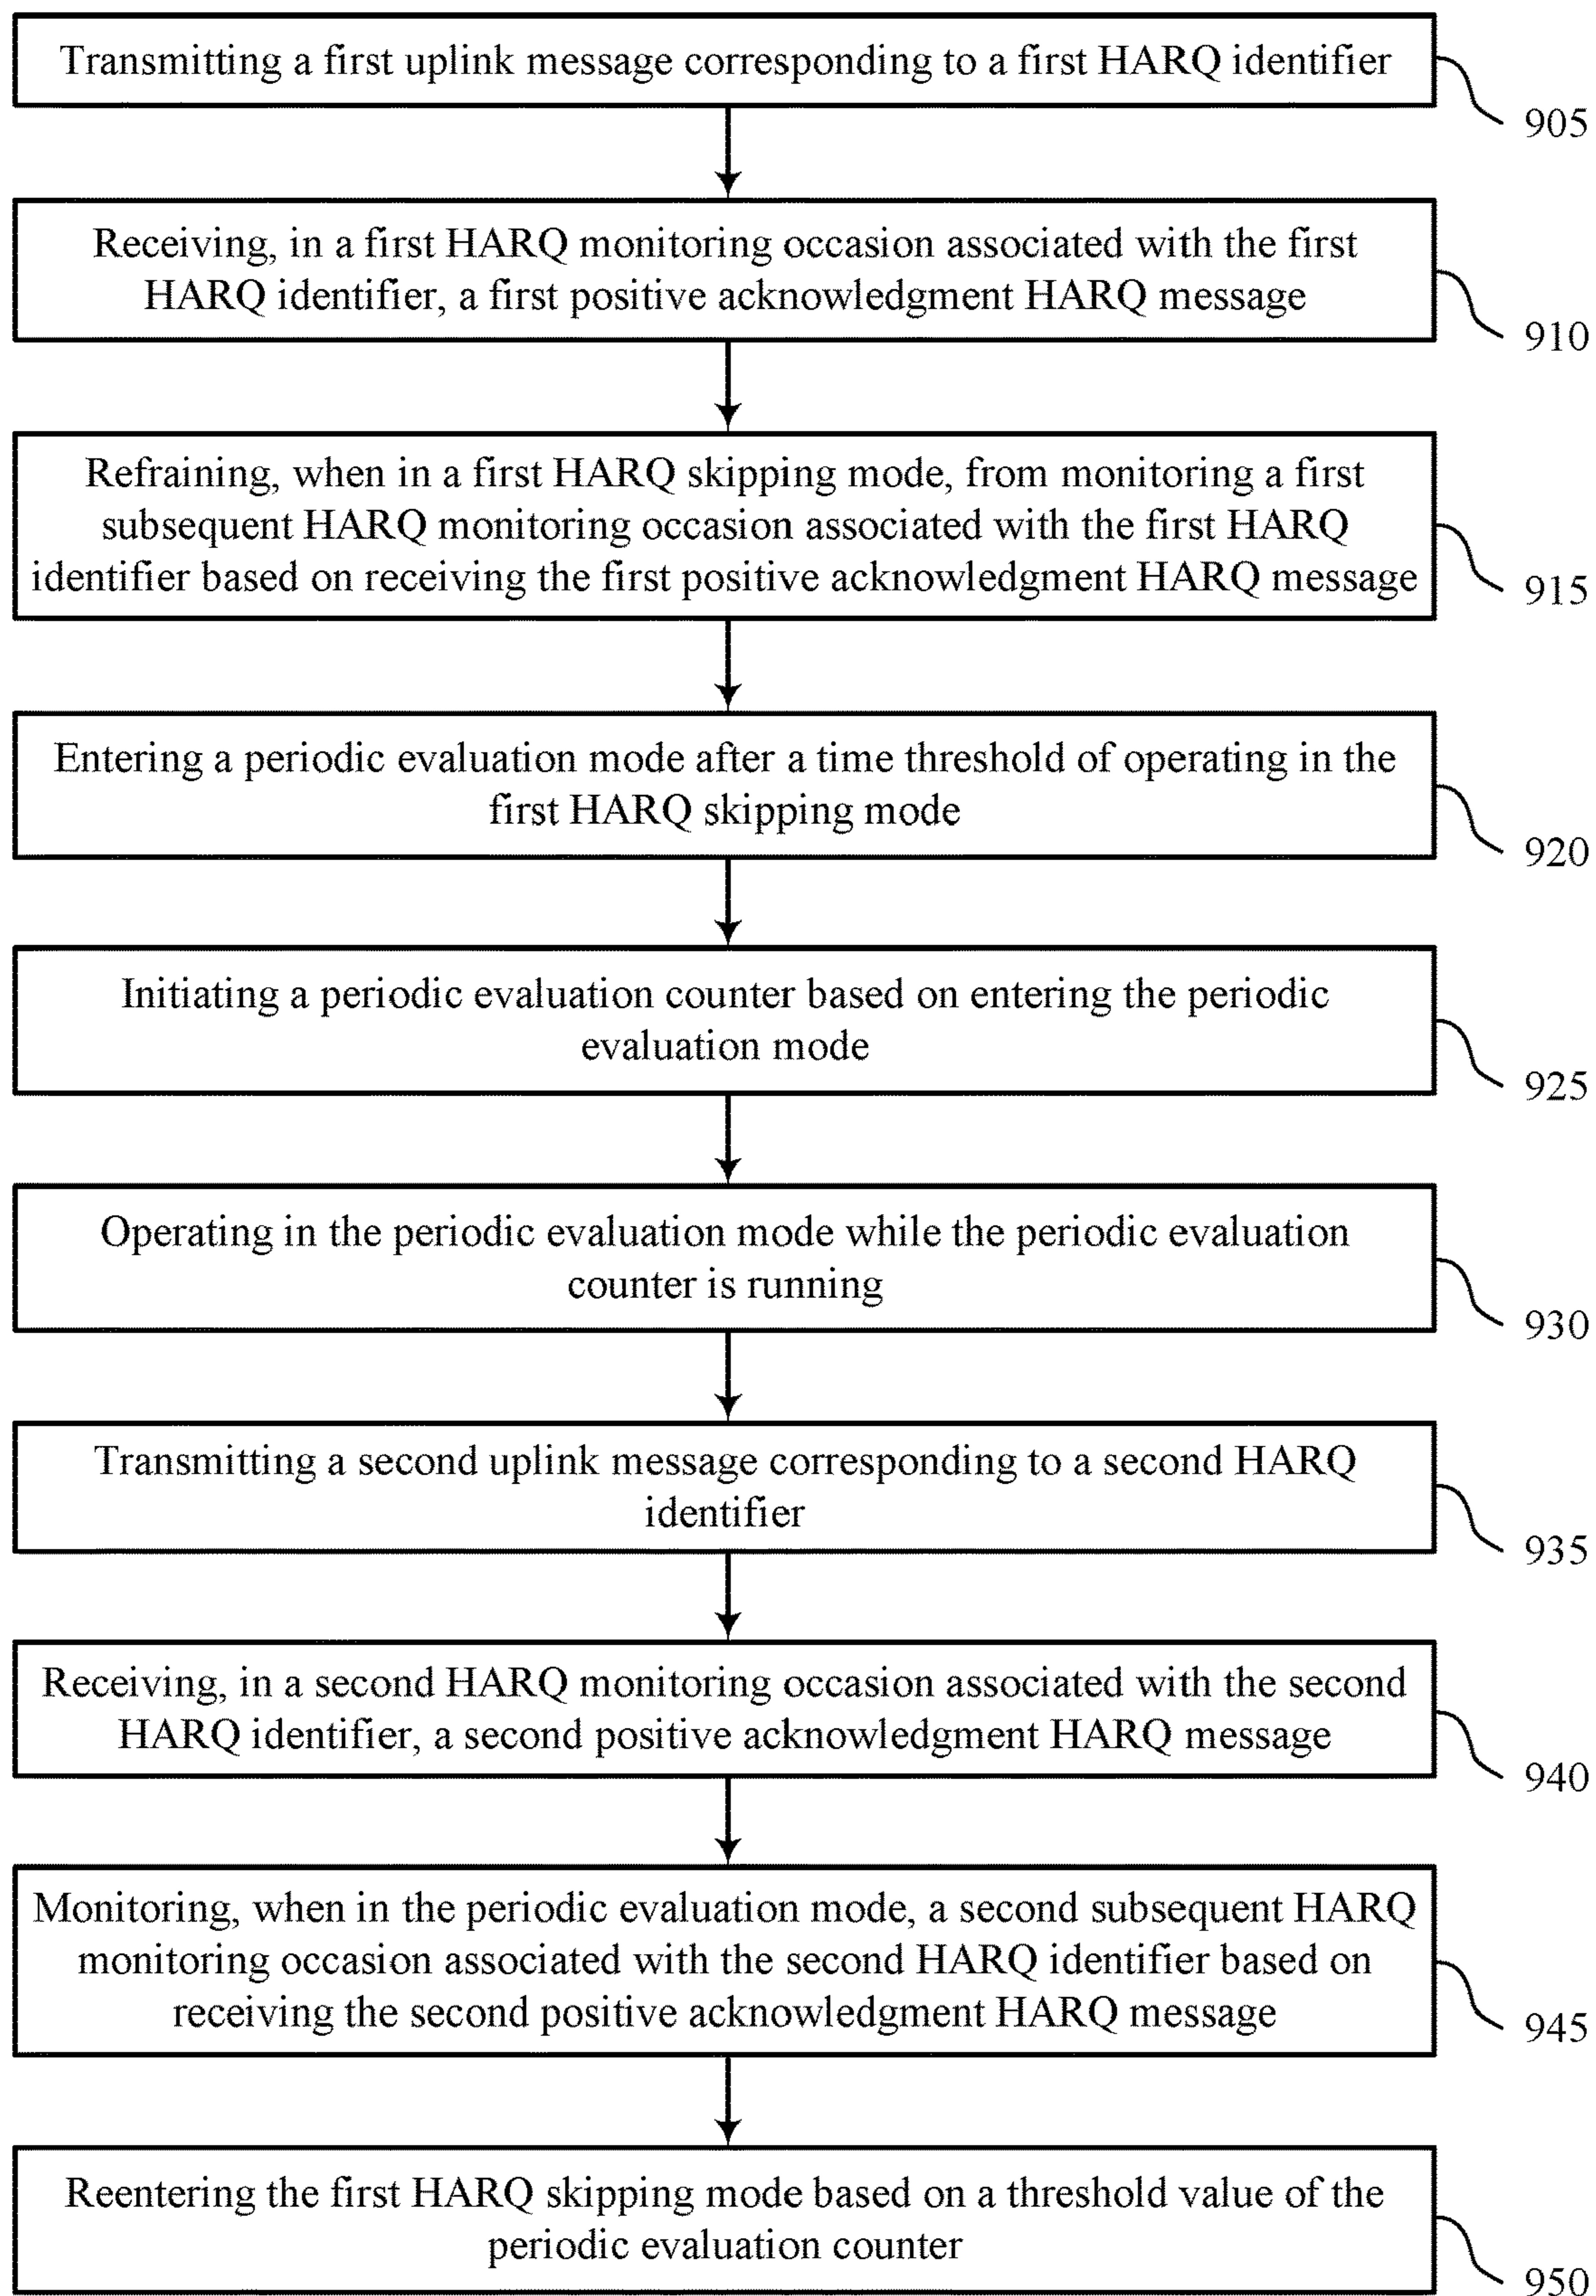 Transmitting a first uplink message corresponding to a first HARQ identifier
905
Receiving, in a first HARQ monitoring occasion associated with the first
HARQ identifier, a first positive acknowledgment HARQ message
910
Refraining, when in a first HARQ skipping mode, from monitoring a first
subsequent HARQ monitoring occasion associated with the first HARQ
identifier based on receiving the first positive acknowledgment HARQ message
915
Entering a periodic evaluation mode after a time threshold of operating in the
first HARQ skipping mode
920
Initiating a periodic evaluation counter based on entering the periodic
evaluation mode
925
Operating in the periodic evaluation mode while the periodic evaluation
counter is running
930
Transmitting a second uplink message corresponding to a second HARQ
identifier
935
Receiving, in a second HARQ monitoring occasion associated with the second
HARQ identifier, a second positive acknowledgment HARQ message
940
Monitoring, when in the periodic evaluation mode, a second subsequent HARQ
monitoring occasion associated with the second HARQ identifier based on
receiving the second positive acknowledgment HARQ message
945
Reentering the first HARQ skipping mode based on a threshold value of the
periodic evaluation counter
950